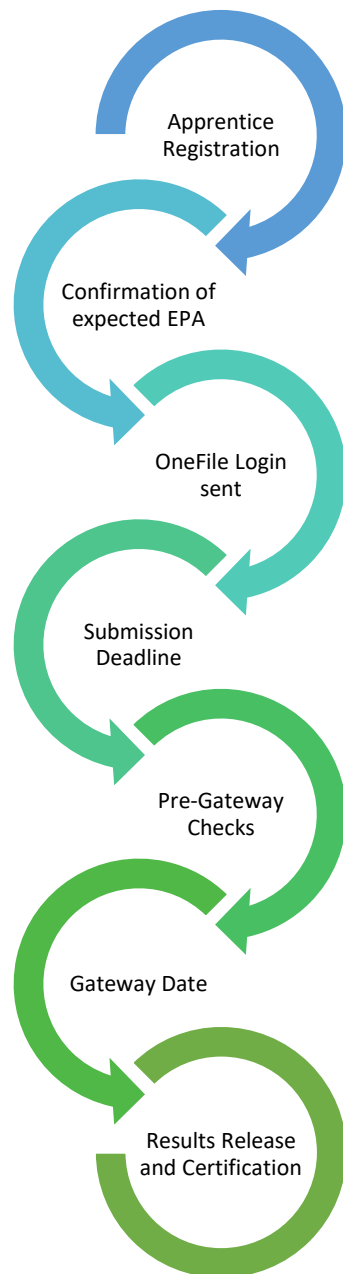 Apprentice
Registration
Confirmation of
expected EPA
OneFile Login
sent
Submission
Deadline
Pre-Gateway
Checks
Gateway Date
Results Release
and Certification